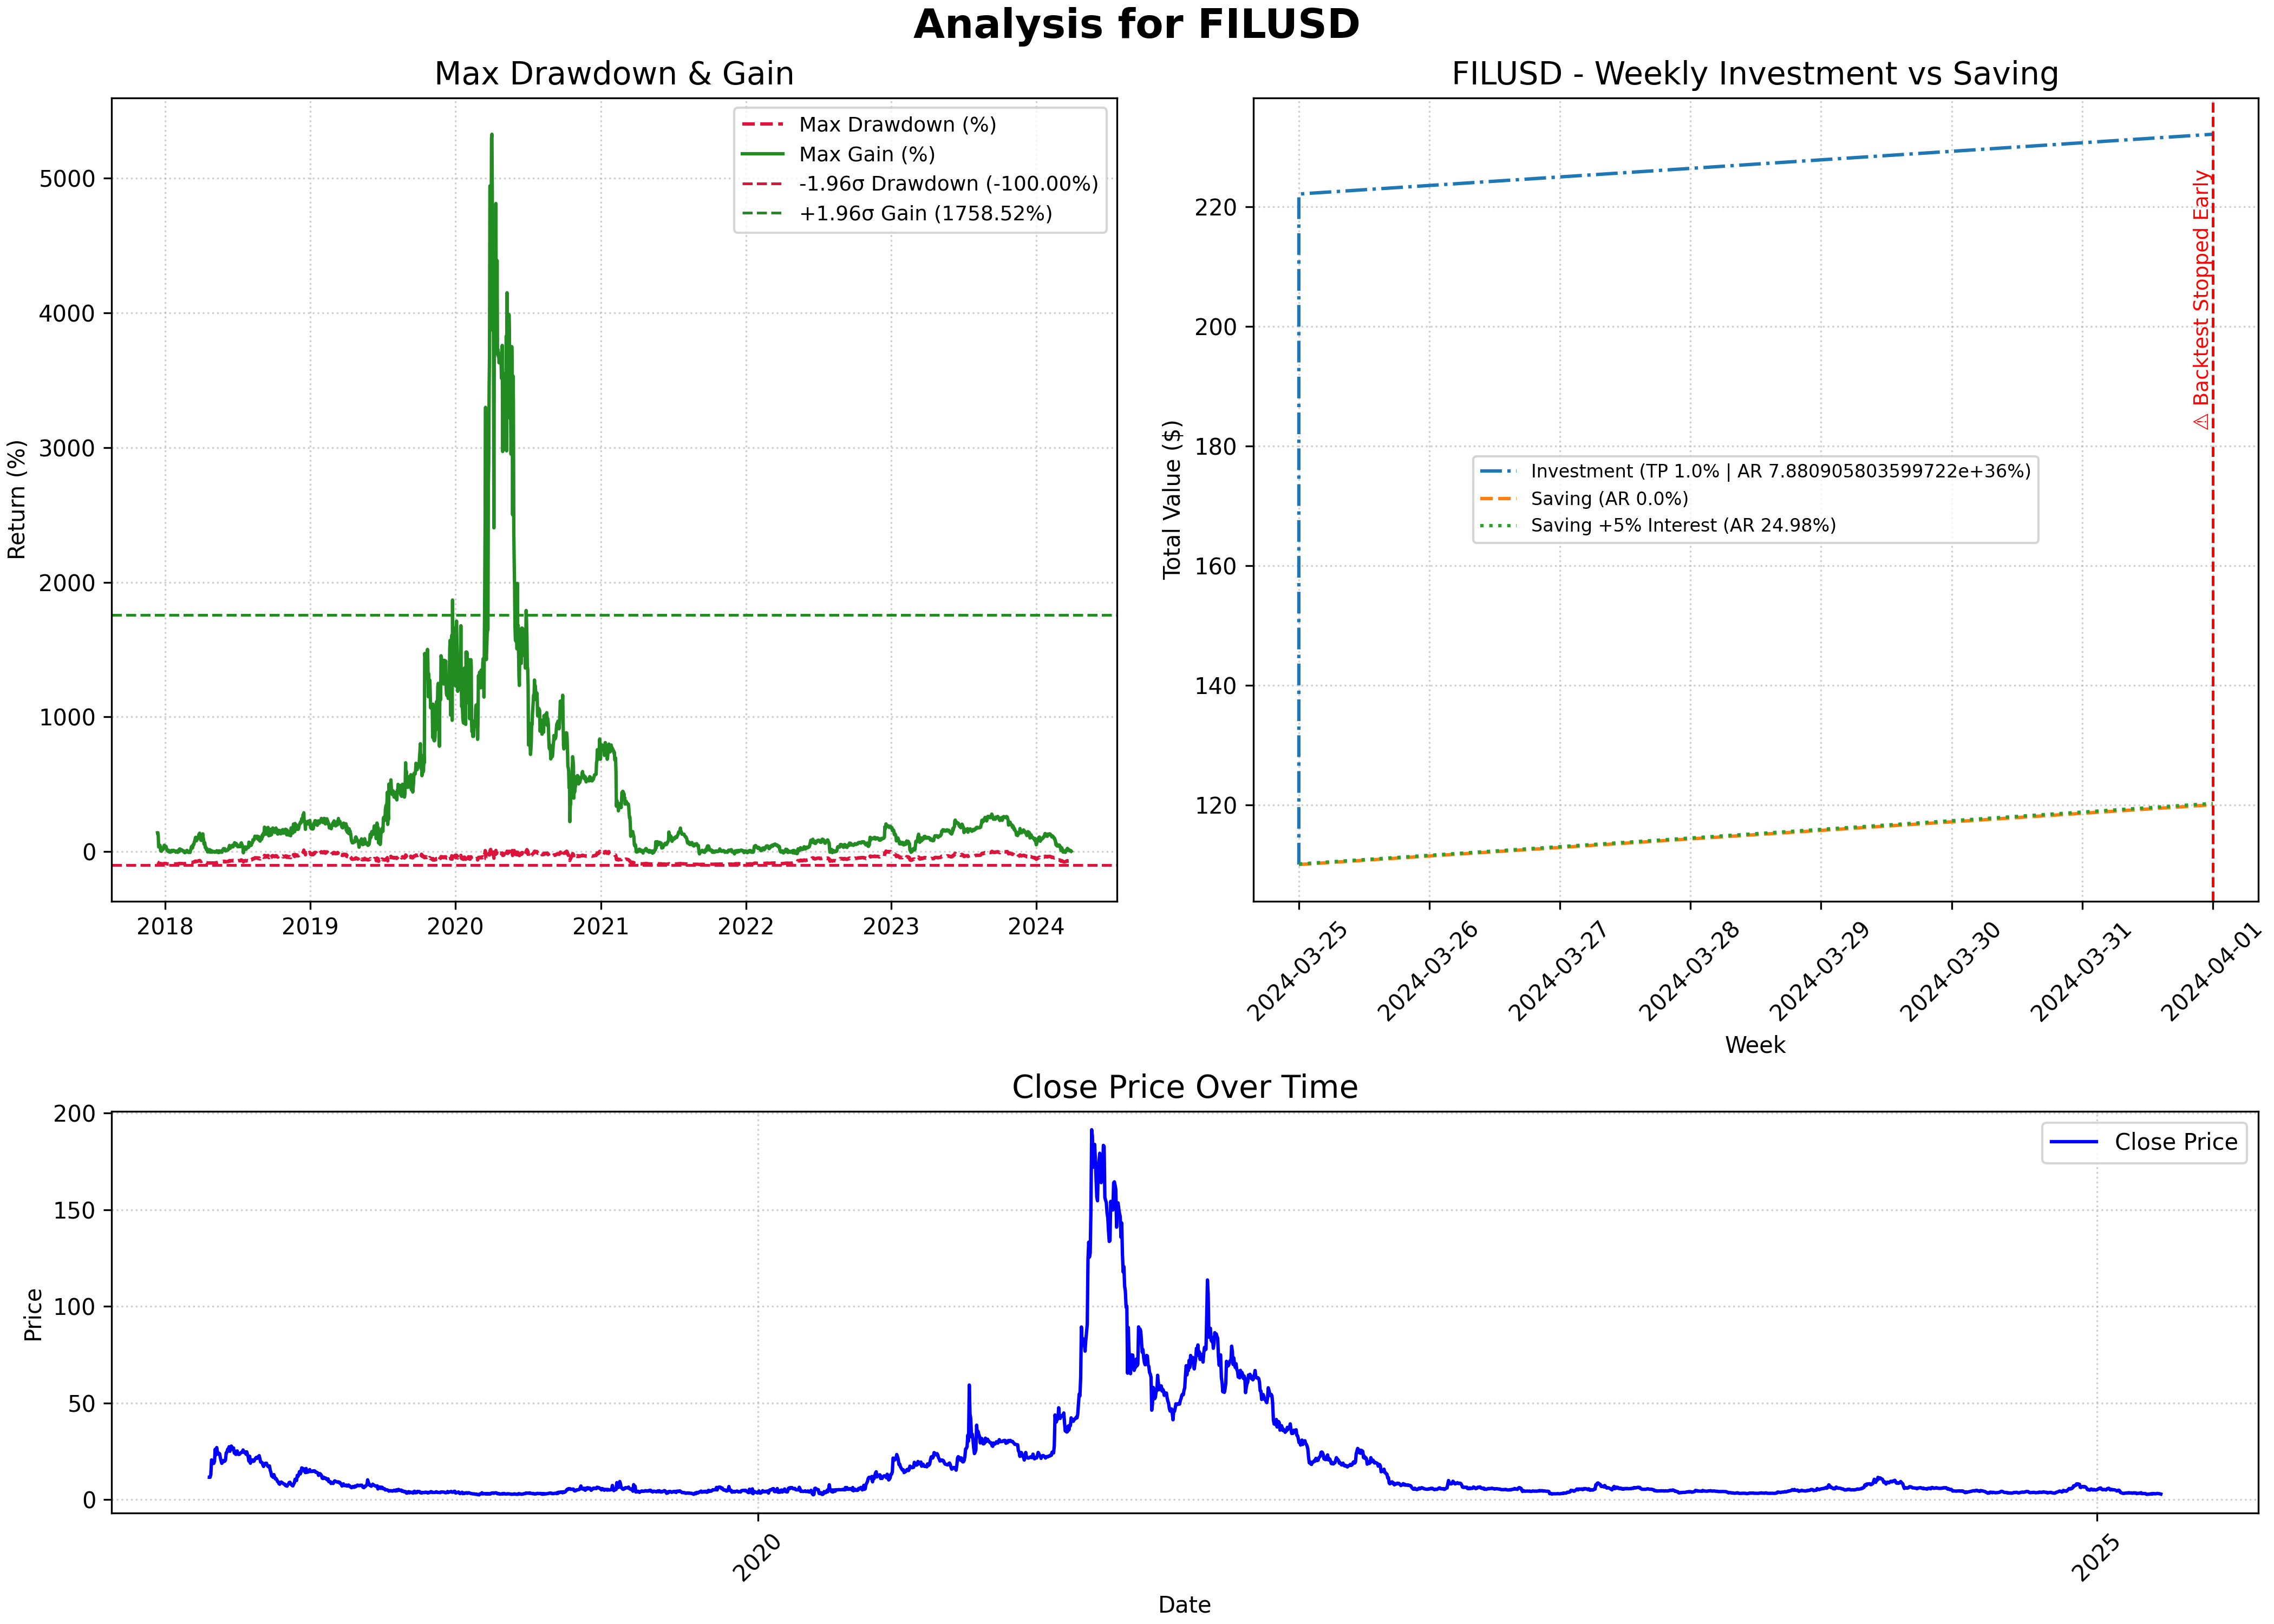 Analysis for FILUSD
Max Drawdown & Gain
Return (%)
5000
4000
3000
2000
1000
0
2018
2019
2020
2021
2022
2023
2024
Max Drawdown (%)
Max Gain (%)
-1.96σ Drawdown (-100.00%)
+1.96σ Gain (1758.52%)
FILUSD - Weekly Investment vs Saving
Total Value ($)
220
200
180
160
140
120
2024-03-25
2024-03-26
2024-03-27
2024-03-28
2024-03-29
2024-03-30
2024-03-31
2024-04-01
Week
Investment (TP 1.0% | AR 7.880905803599722e+36%)
Saving (AR 0.0%)
Saving +5% Interest (AR 24.98%)
⚠ Backtest Stopped Early
Close Price Over Time
Price
200
150
100
50
0
2020
2025
Date
Close Price